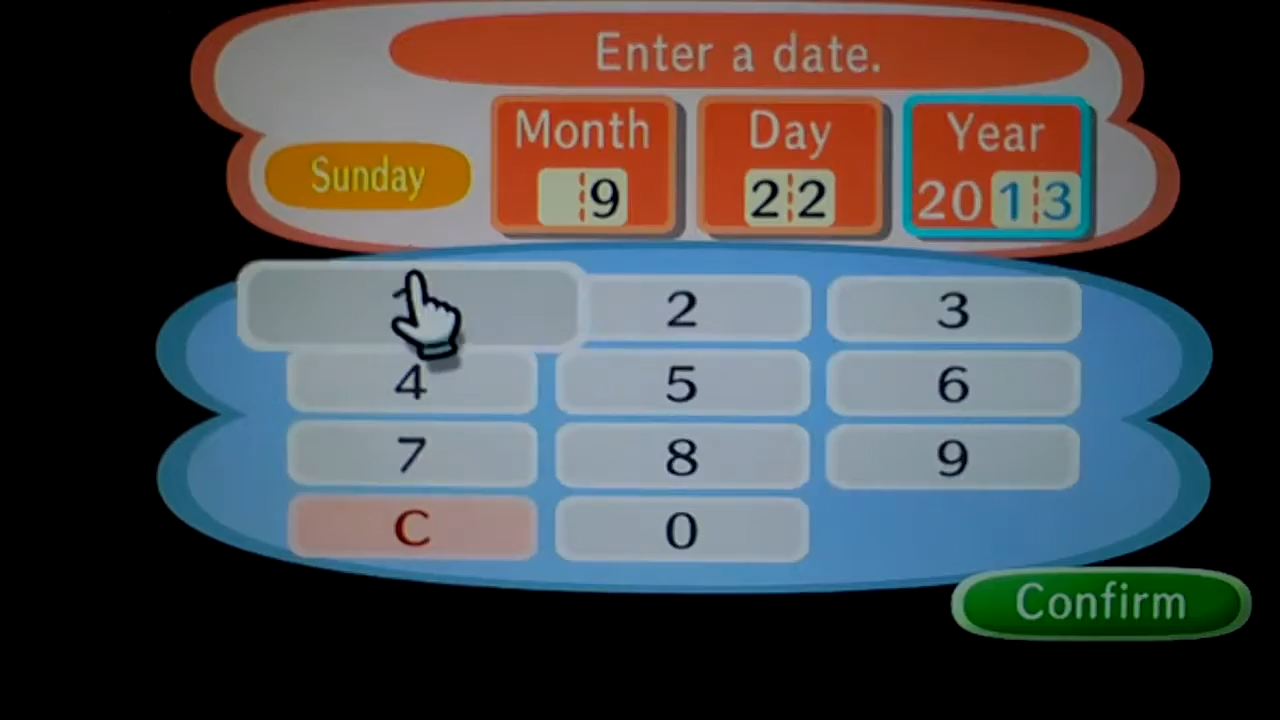 Enter a date.
Month Day Year
Sunday 9 22 2013
1 2 3
4 5 6
7 8 9
C 0
Confirm